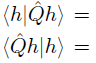 ⟨h|Q̂h⟩ =
⟨Q̂h|h⟩ =